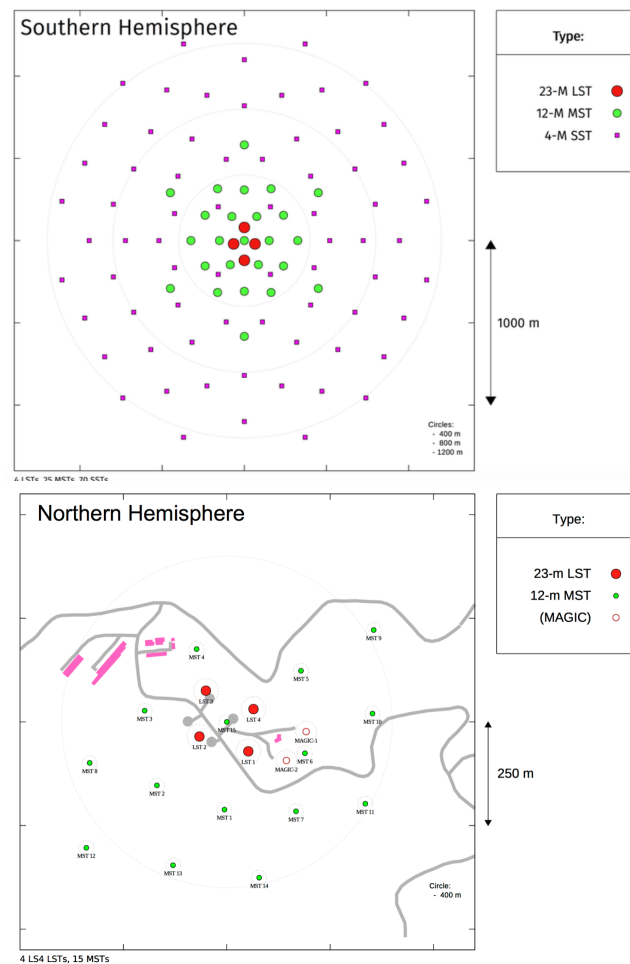 Southern Hemisphere
Type:
23-M LST
12-M MST
4-M SST
1000 m
Circles:
- 400 m
- 800 m
- 1200 m
4 LSTs, 25 MSTs, 70 SSTs
Northern Hemisphere
Type:
23-m LST
12-m MST
(MAGIC)
MST 9
MST 4
MST 5
LST 3
MST 3
LST 4
MST 10
MST 15
MAGIC-1
LST 2
LST 1
MST 6
MAGIC-2
MST 8
250 m
MST 2
MST 1
MST 7
MST 11
MST 12
MST 13
MST 14
Circle:
- 400 m
4 LS4 LSTs, 15 MSTs